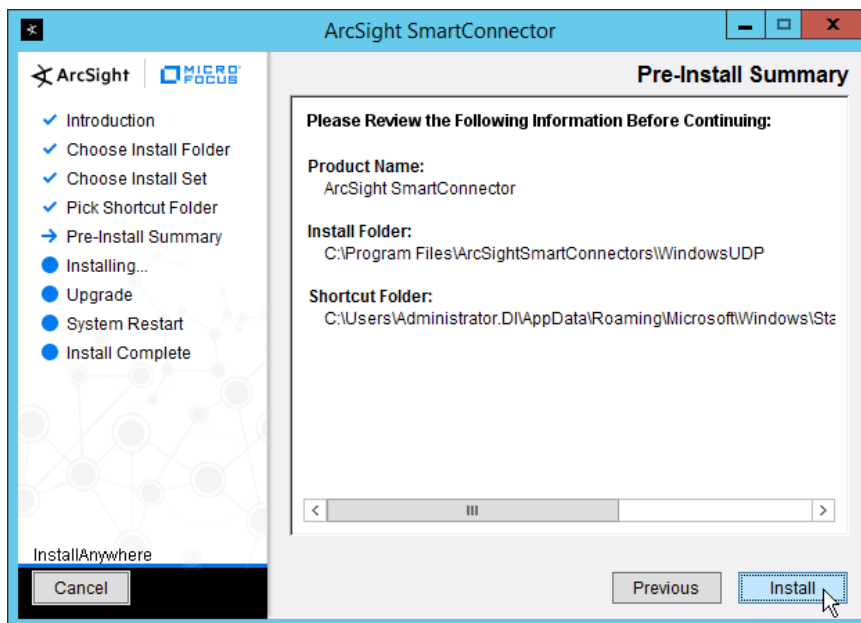 ArcSight SmartConnector
ArcSight
MICRO FOCUS
Pre-Install Summary
Introduction
Choose Install Folder
Choose Install Set
Pick Shortcut Folder
Pre-Install Summary
Installing...
Upgrade
System Restart
Install Complete
Please Review the Following Information Before Continuing:
Product Name:
ArcSight SmartConnector
Install Folder:
C:\Program Files\ArcSightSmartConnectors\WindowsUDP
Shortcut Folder:
C:\Users\Administrator.DI\AppData\Roaming\Microsoft\Windows\Sta
InstallAnywhere
Cancel
Previous
Install